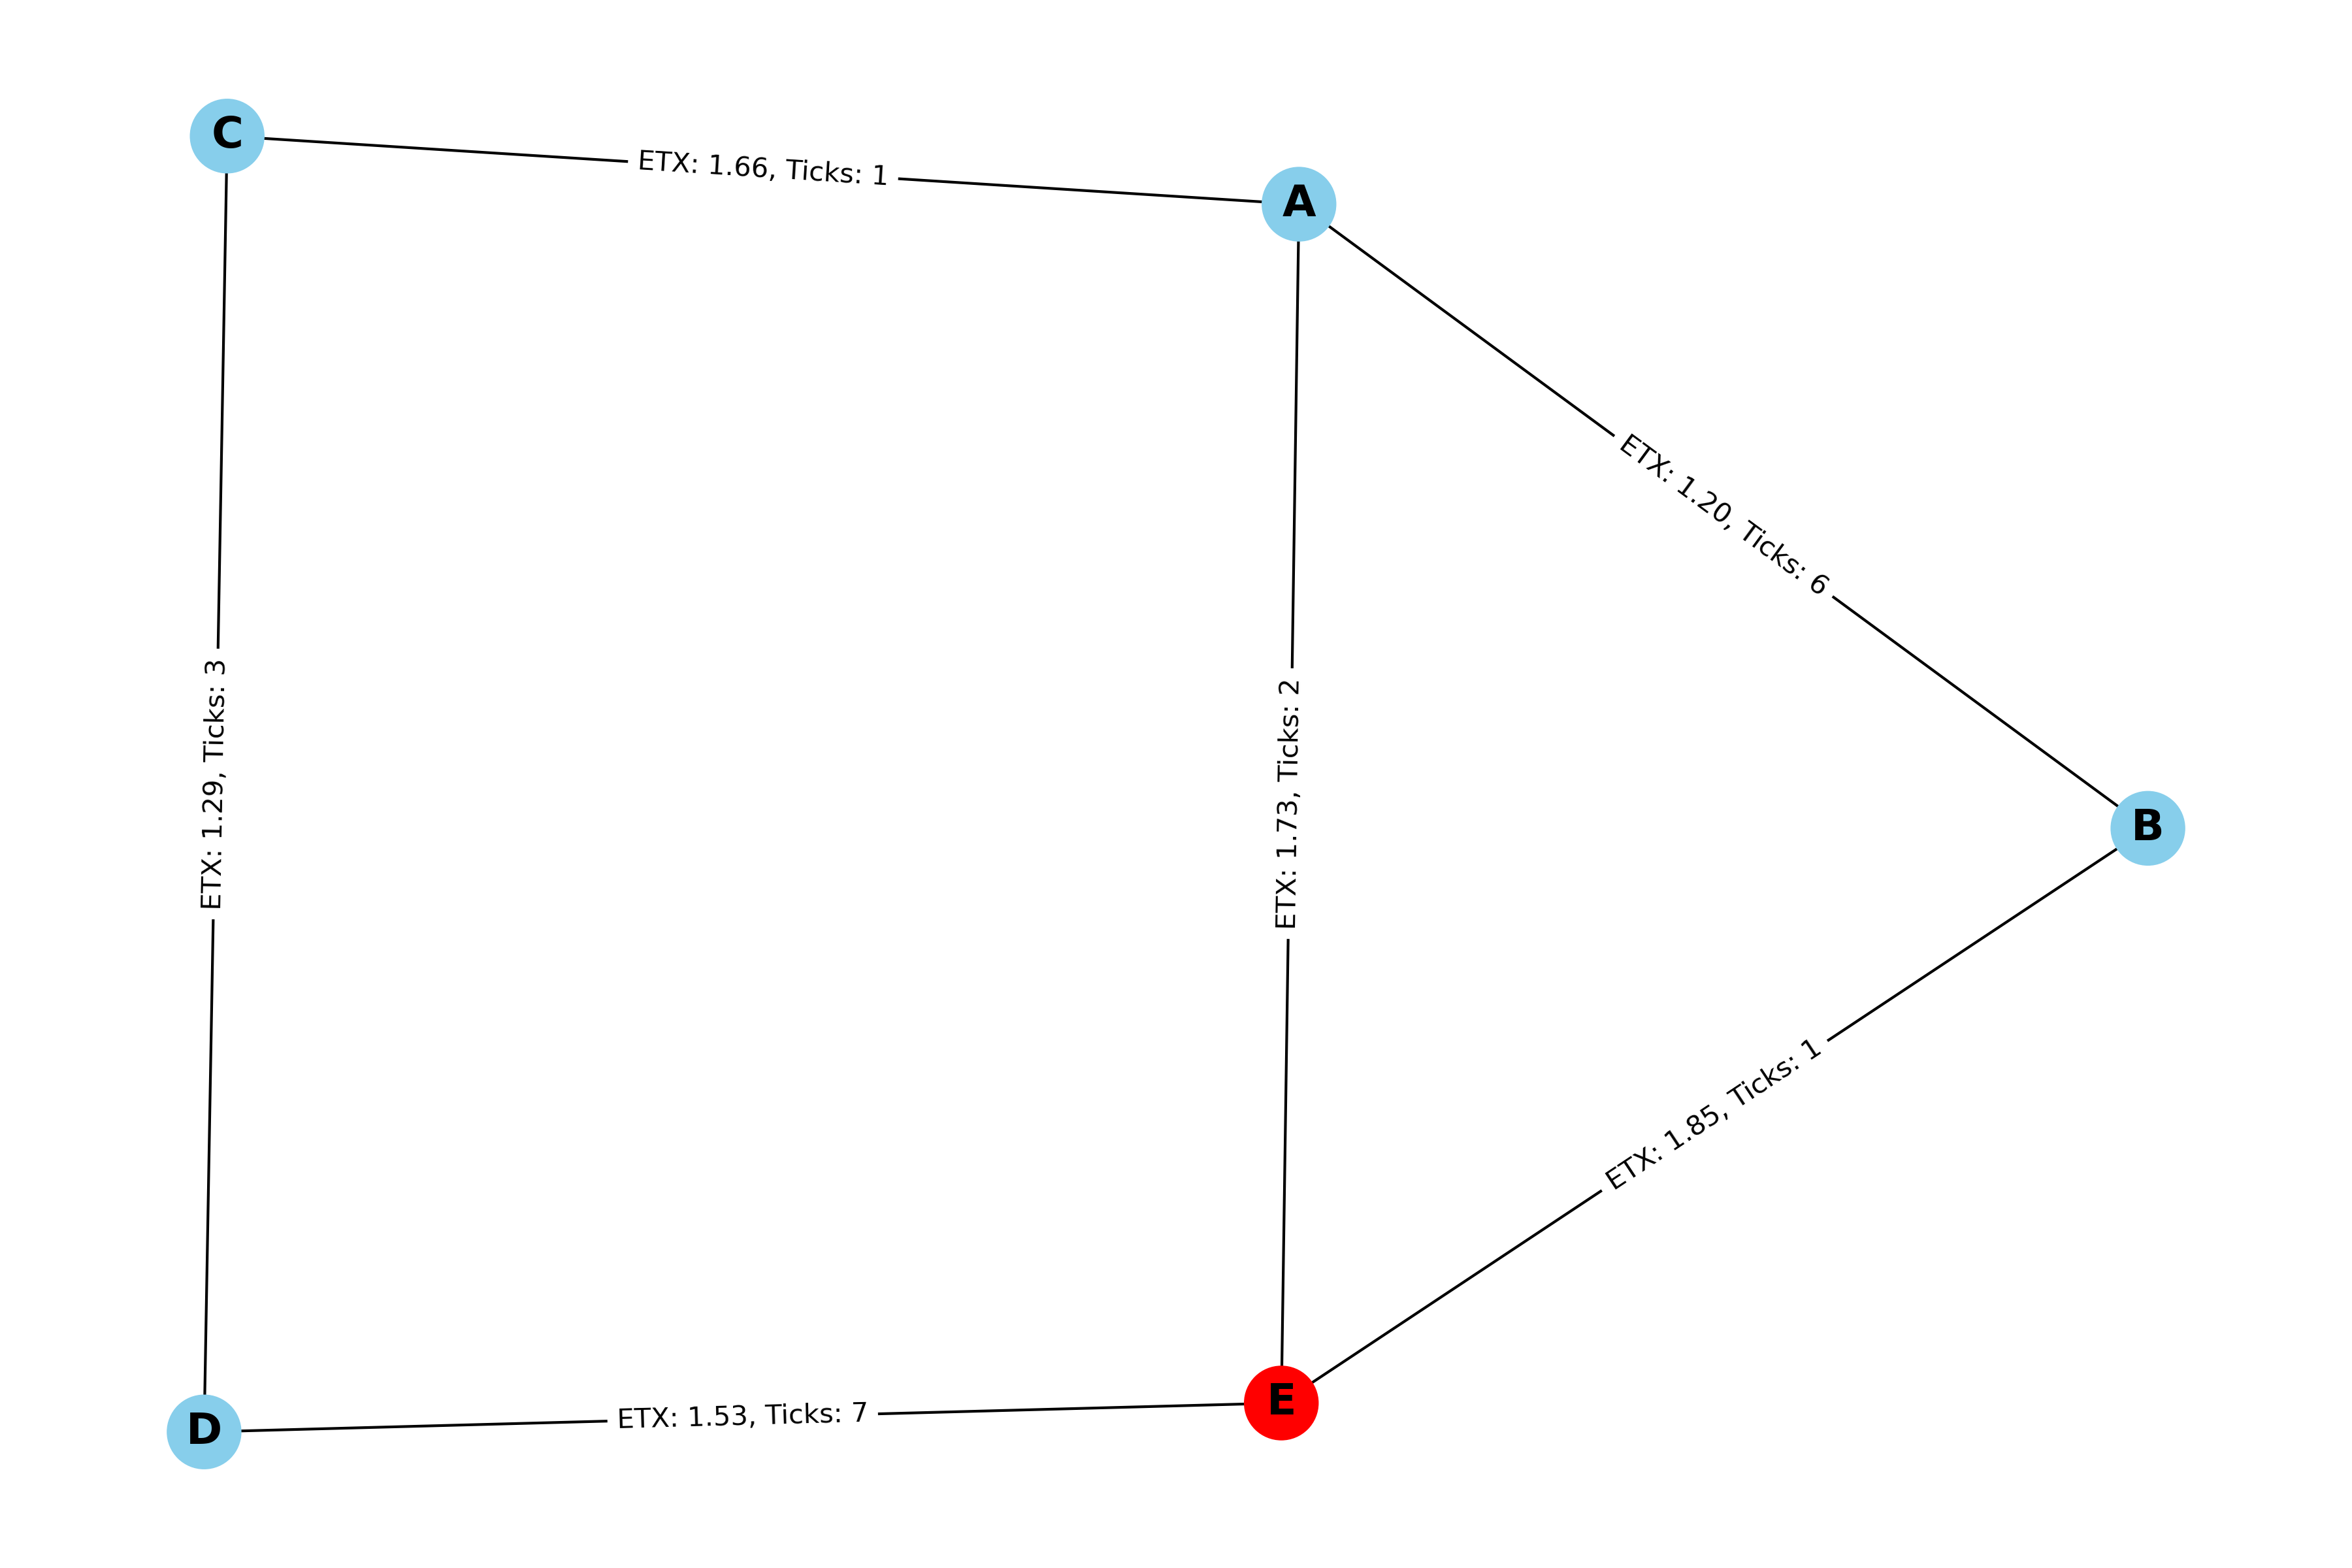 C
ETX: 1.66, Ticks: 1
A
ETX: 1.20, Ticks: 6
ETX: 1.29, Ticks: 3
ETX: 1.73, Ticks: 2
B
ETX: 1.85, Ticks: 1
D
ETX: 1.53, Ticks: 7
E